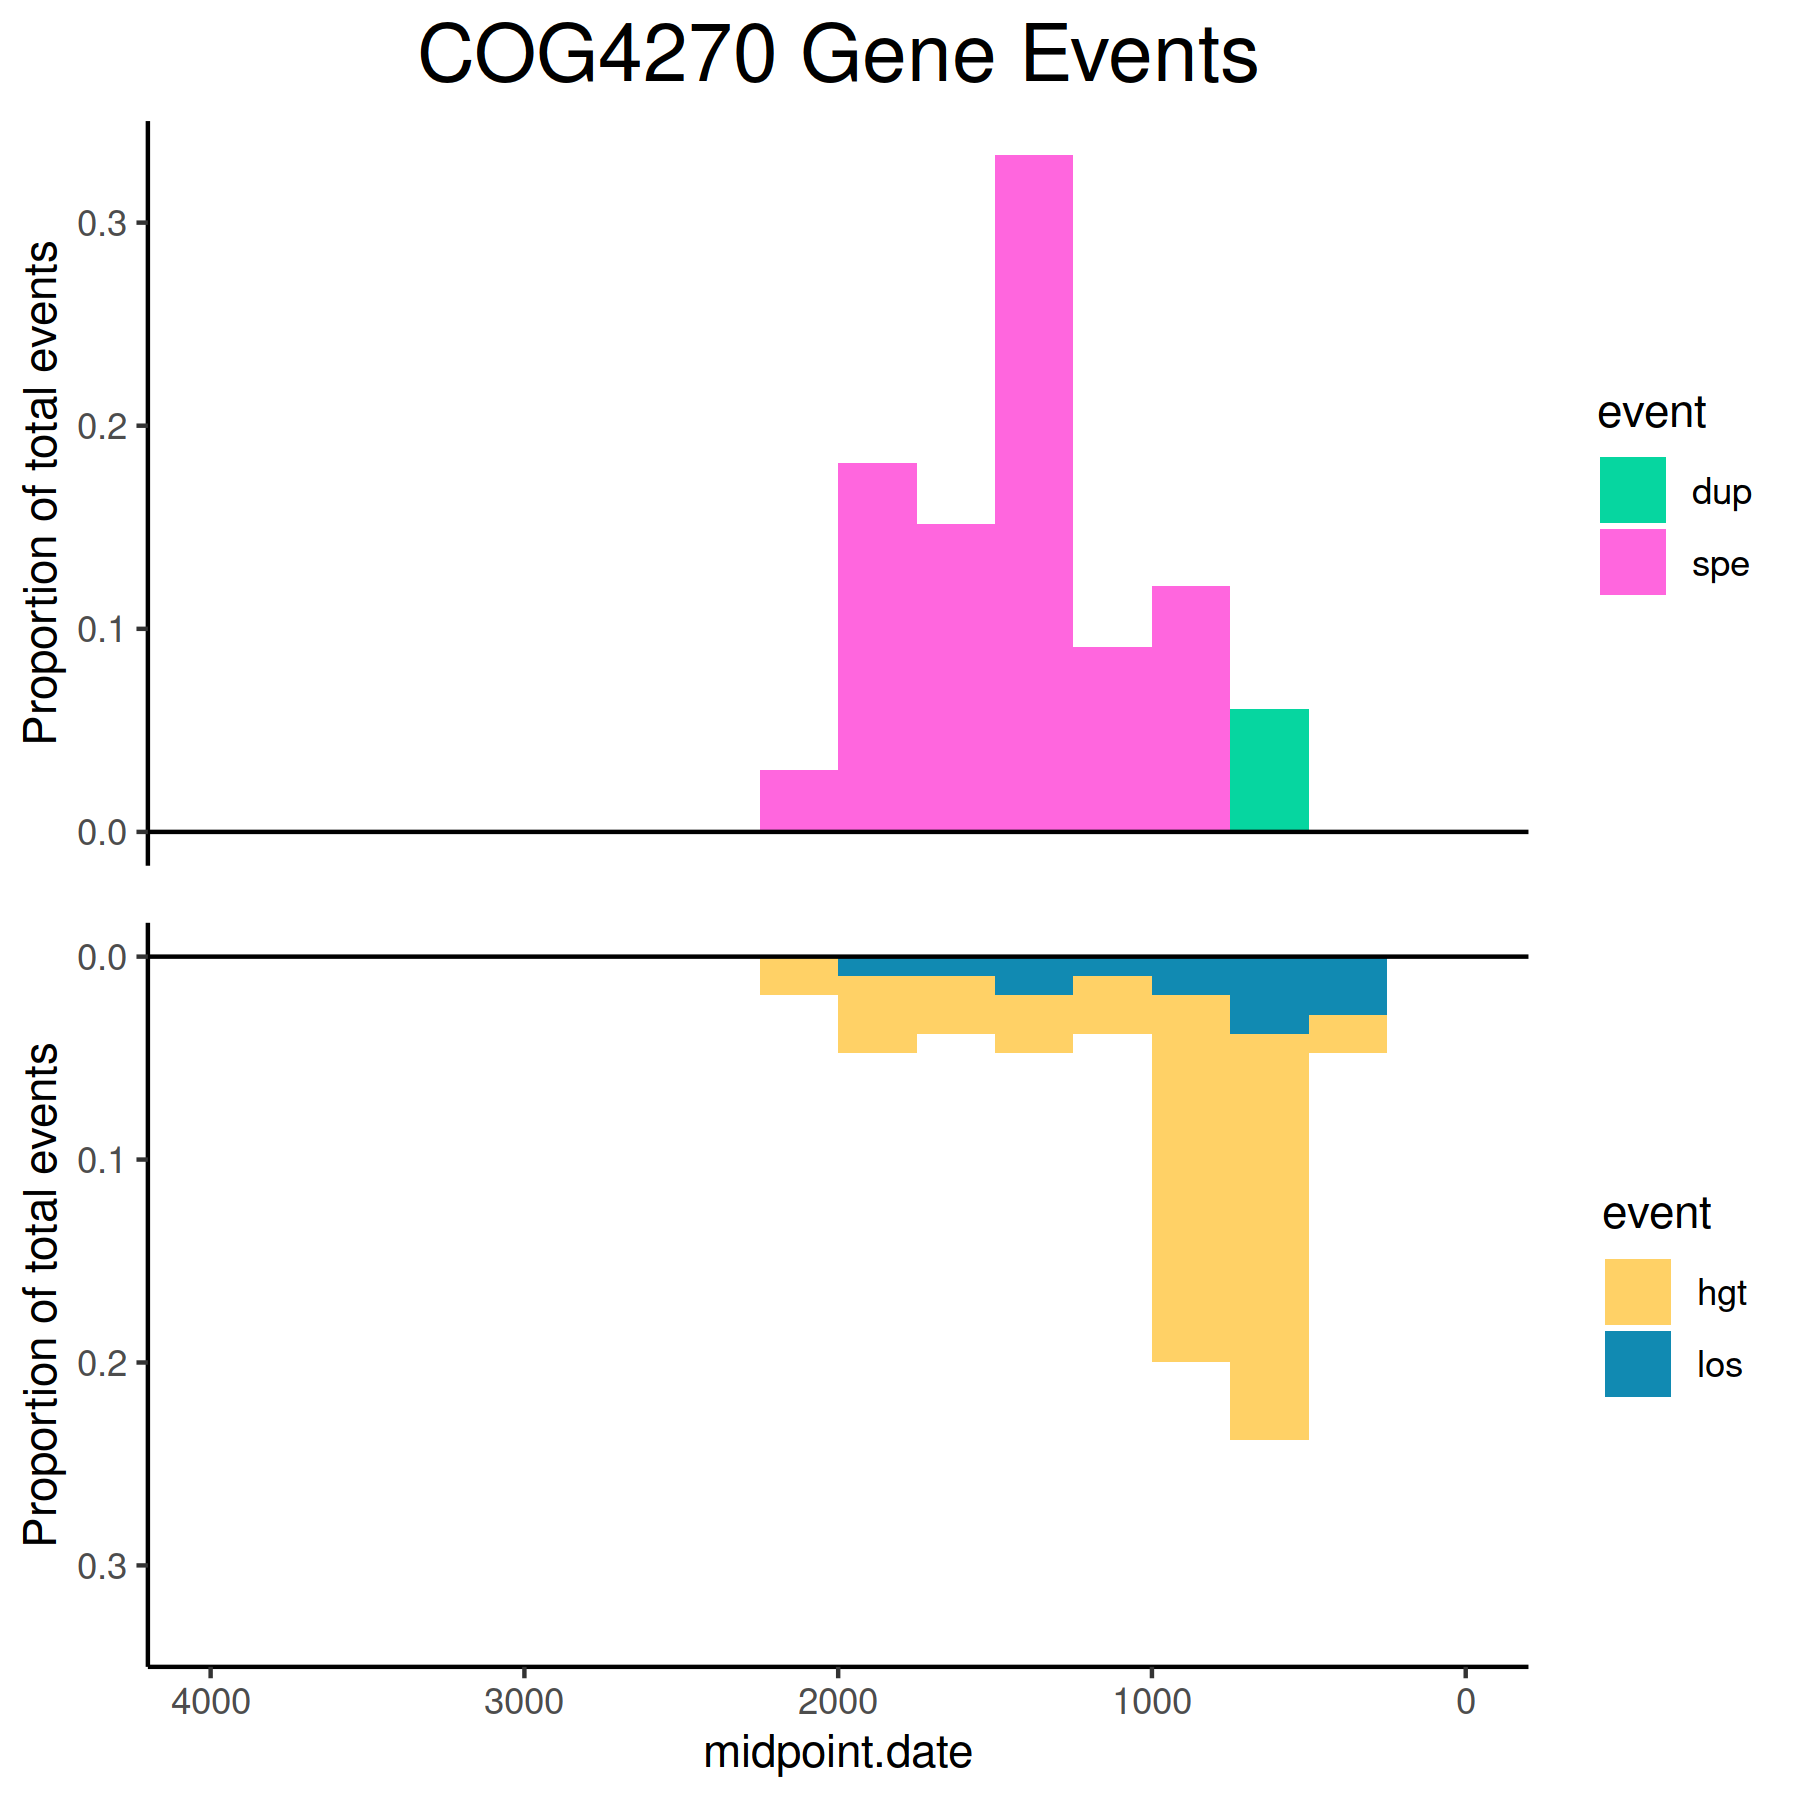 COG4270 Gene Events
Proportion of total events
0.3
0.2
0.1
0.0
event
dup
spe
Proportion of total events
0.0
0.1
0.2
0.3
event
hgt
los
4000 3000 2000 1000 0
midpoint.date